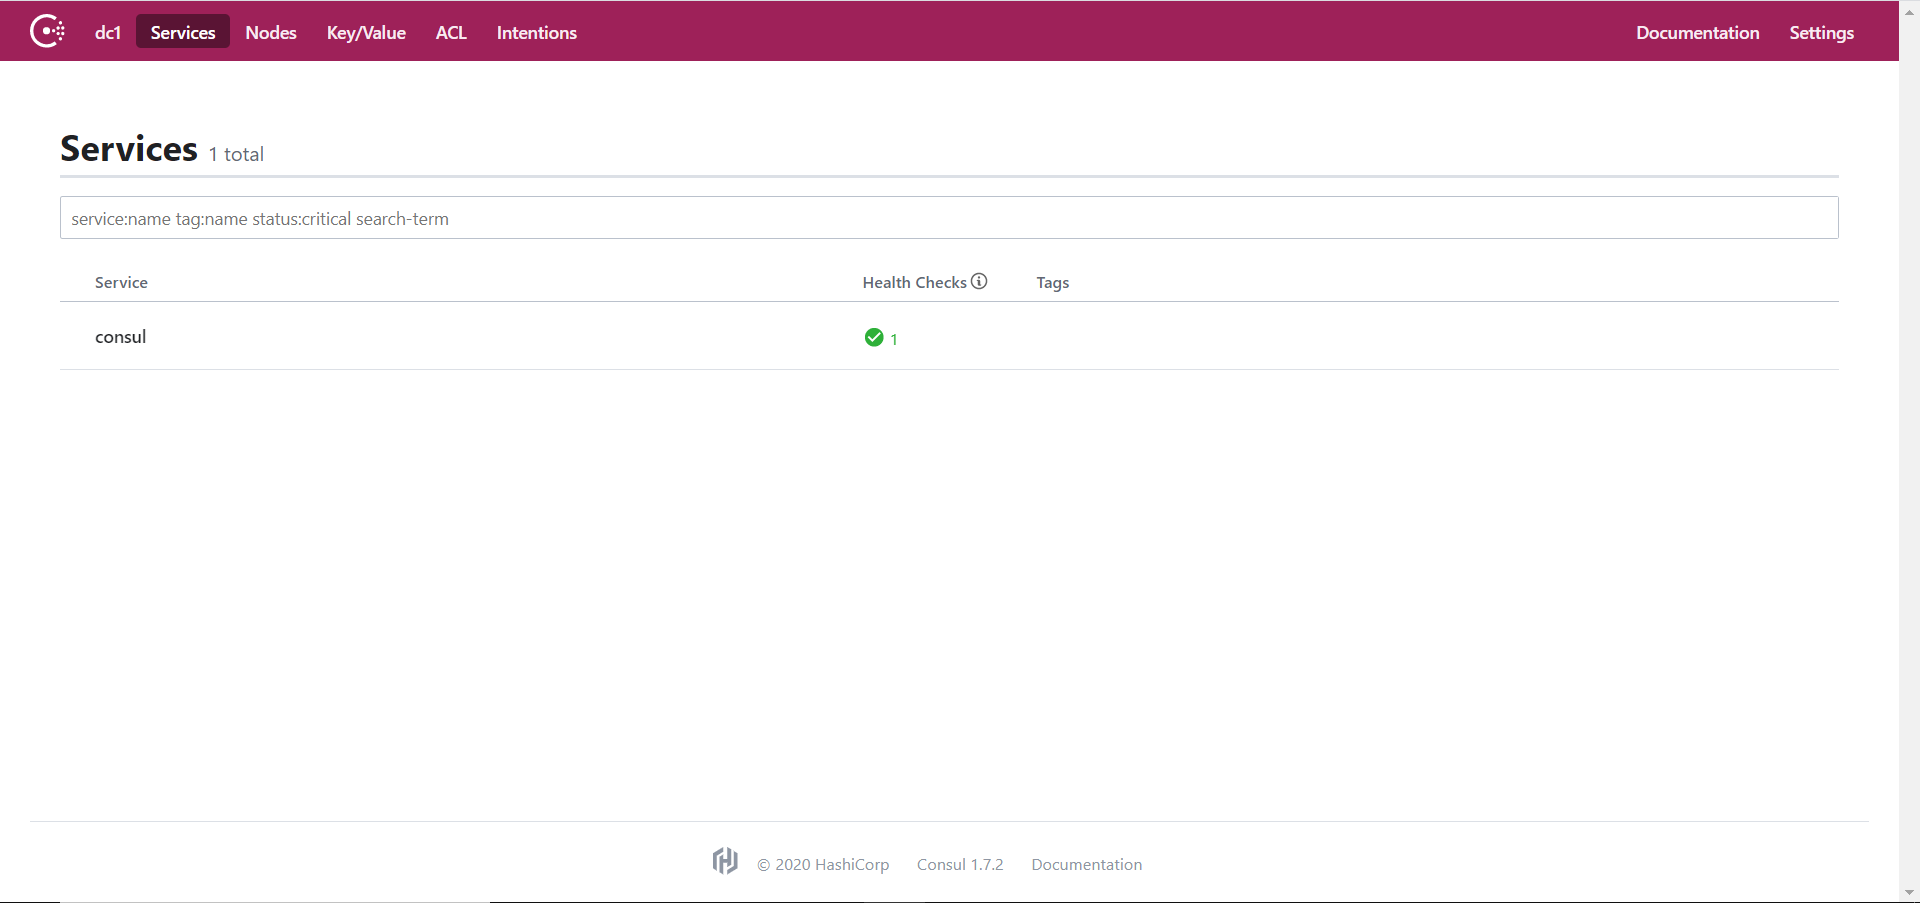 dc1 Services Nodes Key/Value ACL Intentions Documentation Settings
Services 1 total
service:name tag:name status:critical search-term
Service Health Checks Tags
consul 1
© 2020 HashiCorp Consul 1.7.2 Documentation